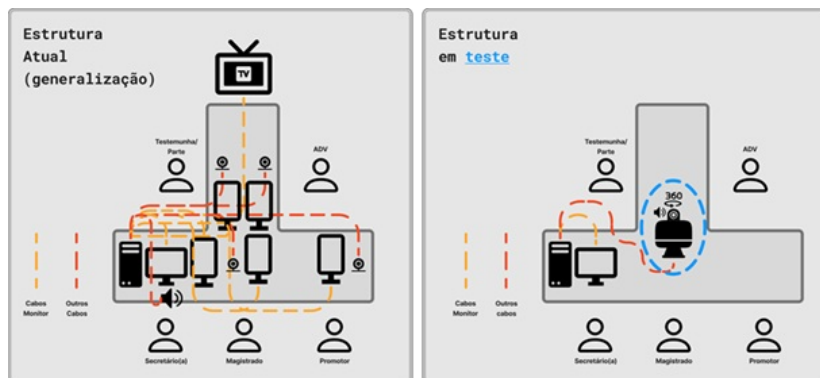 Estrutura
Atual
(generalização)
TV
Testemunha/
Parte
ADV
Cabos
Monitor
Outros
Cabos
Secretário(a)
Magistrado
Promotor
Estrutura
em teste
Testemunha/
Parte
ADV
360
Cabos
Monitor
Outros
cabos
Secretário(a)
Magistrado
Promotor